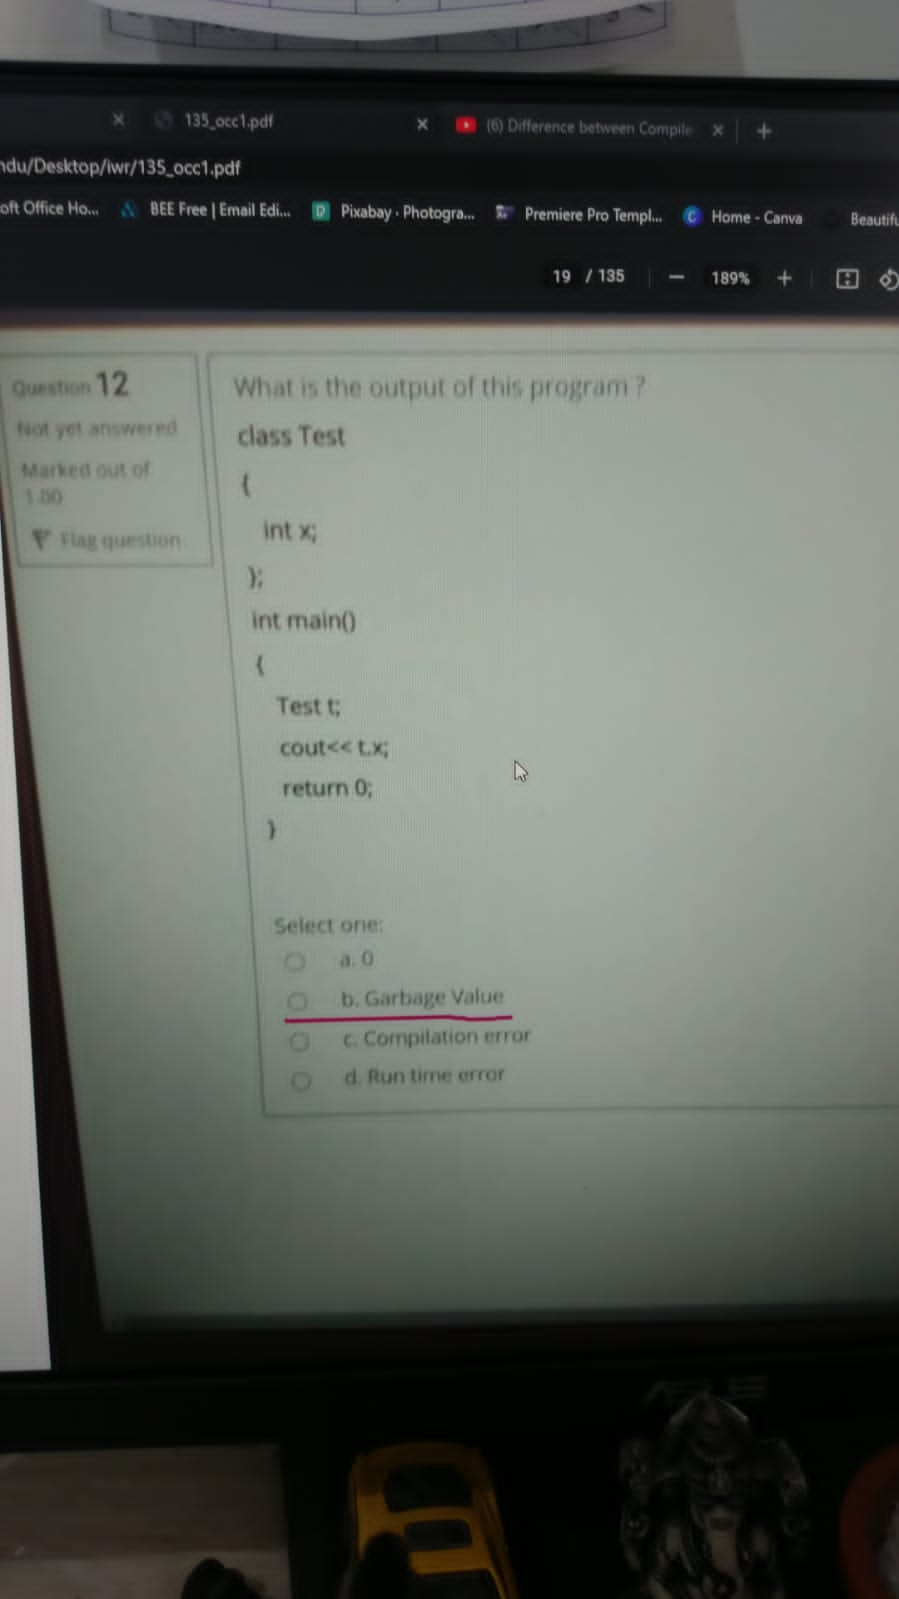 135_occ1.pdf
(6) Difference between Compile
ndu/Desktop/iwr/135_occ1.pdf
oft Office Ho... BEE Free | Email Edi... Pixabay · Photogra... Premiere Pro Templ... Home - Canva Beautifu
19 / 135 — 189% +
Question 12
Not yet answered
Marked out of
1.00
Flag question
What is the output of this program ?
class Test
{
int x;
};
int main()
{
Test t;
cout<< t.x;
return 0;
}
Select one:
a. 0
b. Garbage Value
c. Compilation error
d. Run time error